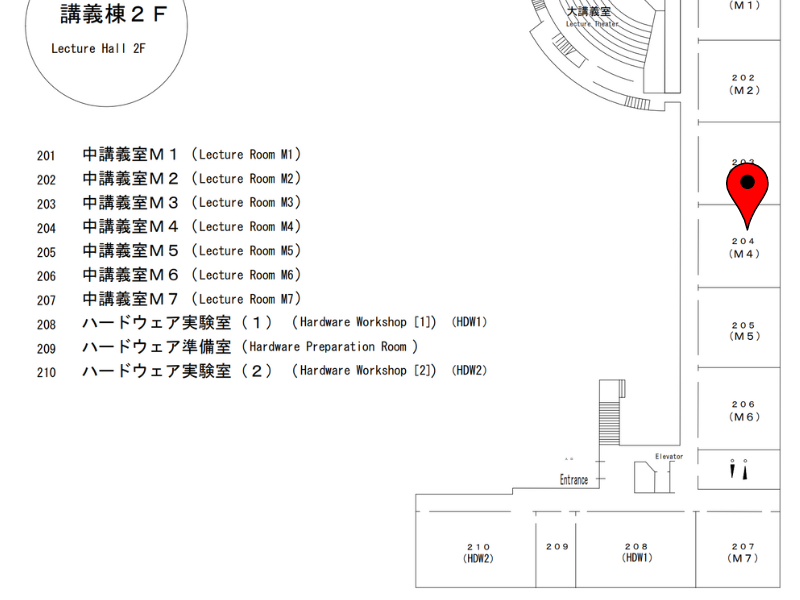 講義棟２Ｆ
Lecture Hall 2F
大講義室
Lecture Theater
(Ｍ１)
２０２
(Ｍ２)
201 中講義室Ｍ１ (Lecture Room M1)
202 中講義室Ｍ２ (Lecture Room M2)
203 中講義室Ｍ３ (Lecture Room M3)
204 中講義室Ｍ４ (Lecture Room M4)
205 中講義室Ｍ５ (Lecture Room M5)
206 中講義室Ｍ６ (Lecture Room M6)
207 中講義室Ｍ７ (Lecture Room M7)
208 ハードウェア実験室（１） (Hardware Workshop [1]) (HDW1)
209 ハードウェア準備室 (Hardware Preparation Room )
210 ハードウェア実験室（２） (Hardware Workshop [2]) (HDW2)
２０３
２０４
(Ｍ４)
２０５
(Ｍ５)
２０６
(Ｍ６)
Elevator
Entrance
２１０
(HDW2)
２０９
２０８
(HDW1)
２０７
(Ｍ７)